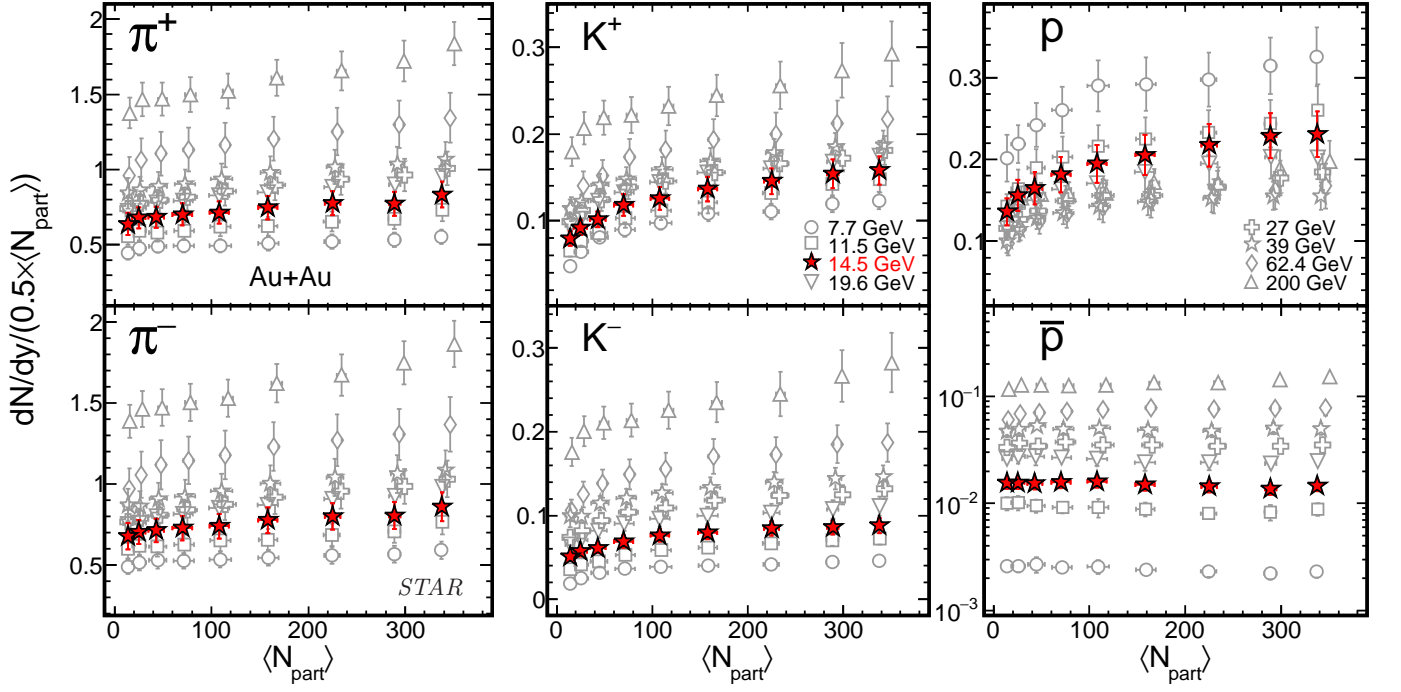 dN/dy/(0.5×⟨N_part⟩)
π⁺
2
1.5
1
0.5
Au+Au
K⁺
0.3
0.2
0.1
7.7 GeV
11.5 GeV
14.5 GeV
19.6 GeV
p
0.3
0.2
0.1
27 GeV
39 GeV
62.4 GeV
200 GeV
π⁻
2
1.5
1
0.5
STAR
0 100 200 300
⟨N_part⟩
K⁻
0.3
0.2
0.1
0
0 100 200 300
⟨N_part⟩
p̅
10⁻¹
10⁻²
10⁻³
0 100 200 300
⟨N_part⟩